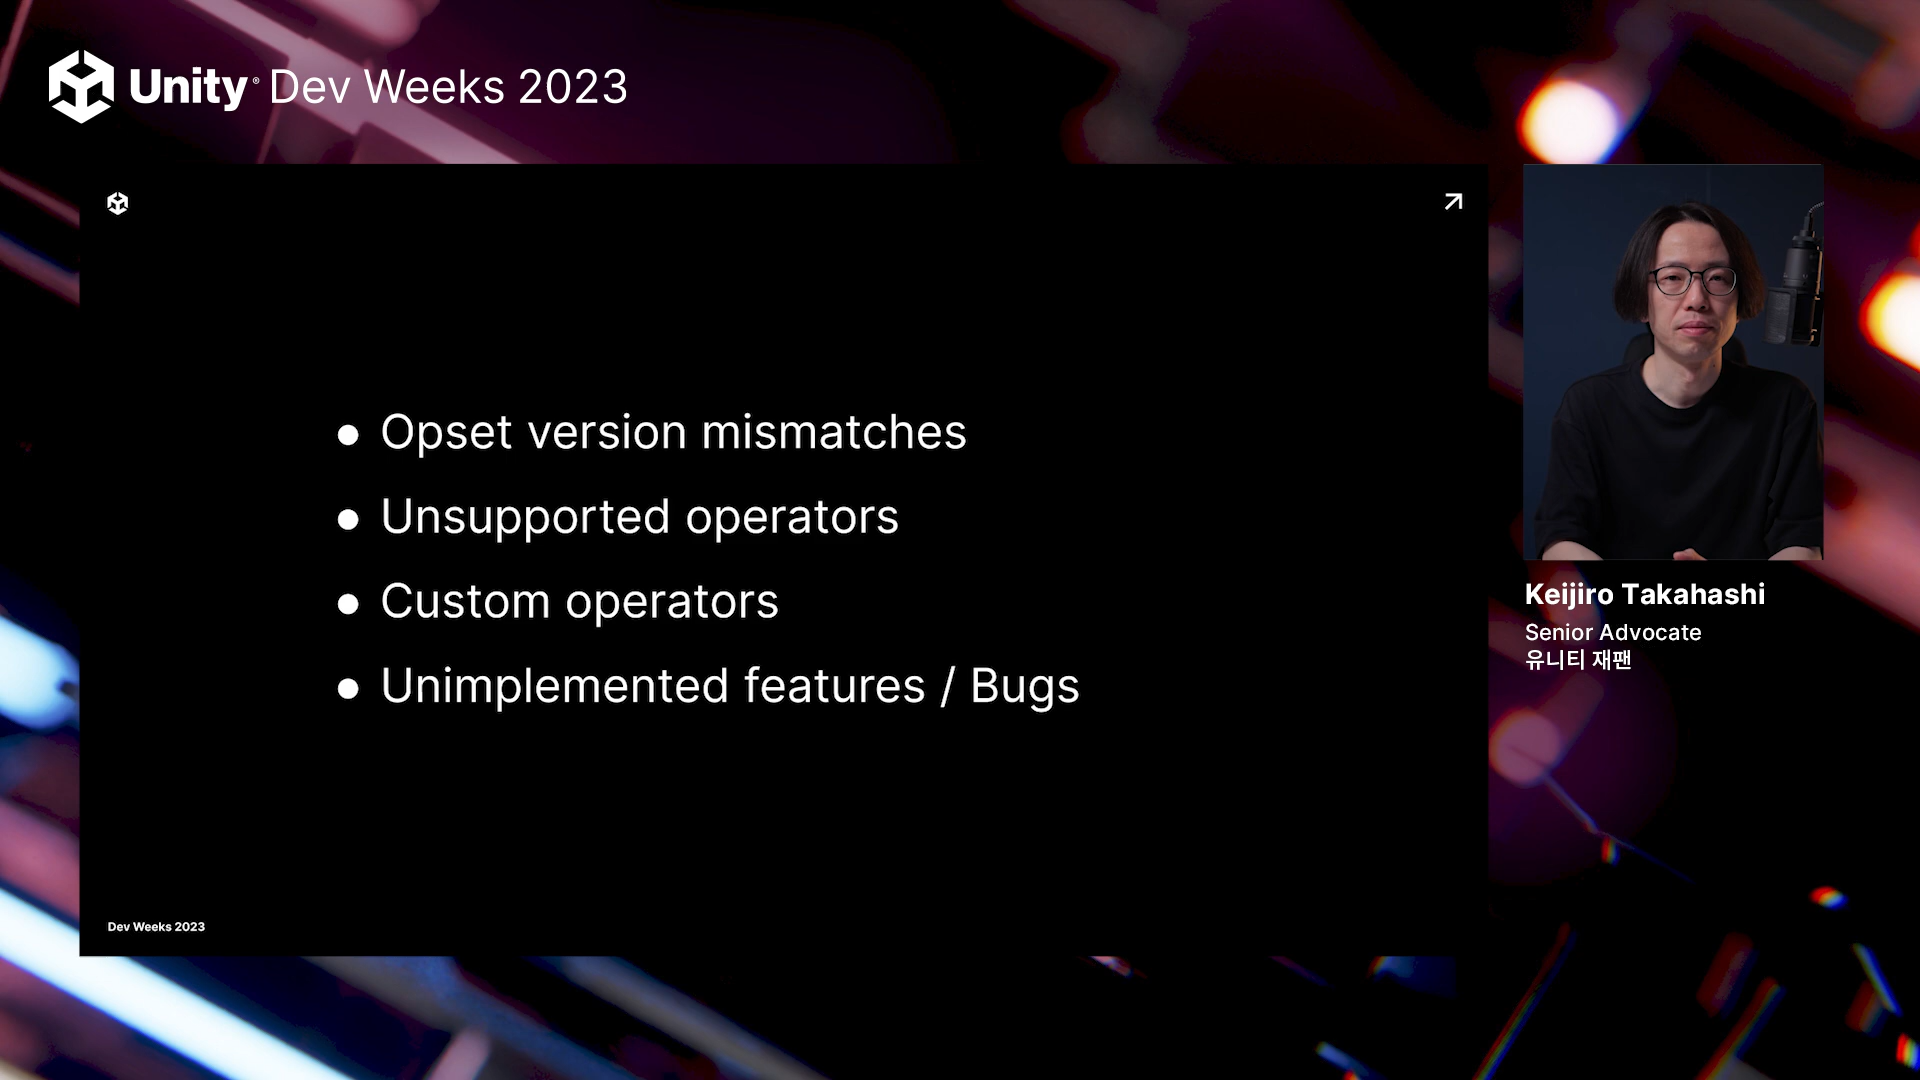 Unity® Dev Weeks 2023
• Opset version mismatches
• Unsupported operators
• Custom operators
• Unimplemented features / Bugs
Dev Weeks 2023
Keijiro Takahashi
Senior Advocate
유니티 재팬